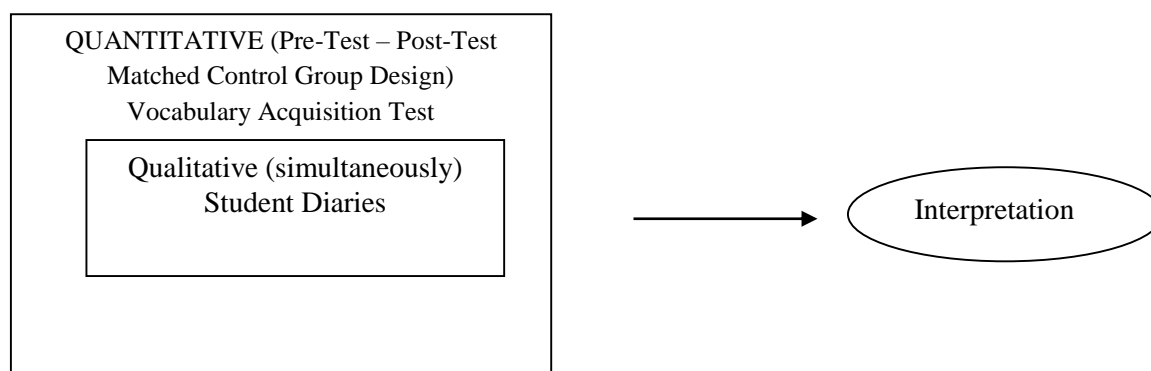 QUANTITATIVE (Pre-Test – Post-Test
Matched Control Group Design)
Vocabulary Acquisition Test
Qualitative (simultaneously)
Student Diaries
Interpretation